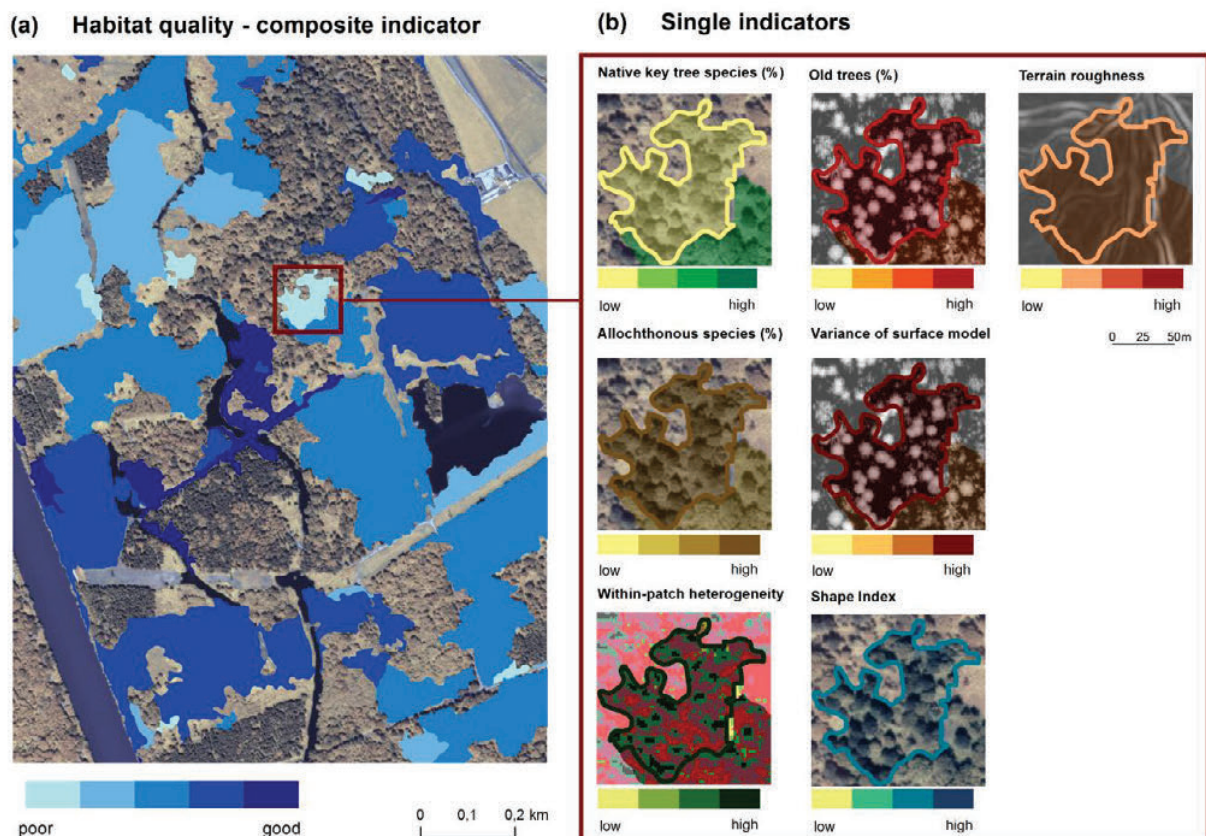 (a) Habitat quality - composite indicator
poor good
0 0,1 0,2 km
(b) Single indicators
Native key tree species (%)
low high
Old trees (%)
low high
Terrain roughness
low high
0 25 50m
Allochthonous species (%)
low high
Variance of surface model
low high
Within-patch heterogeneity
low high
Shape Index
low high